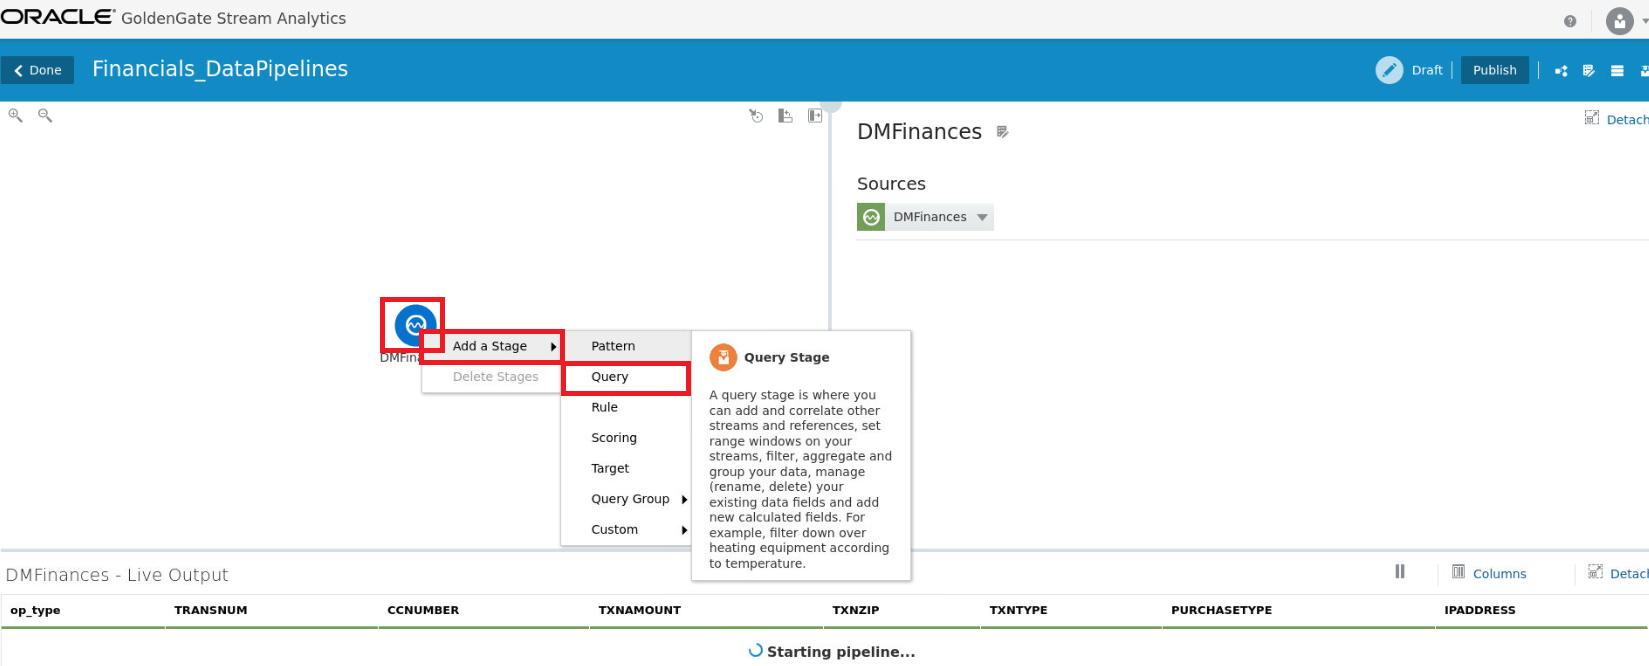 ORACLE® GoldenGate Stream Analytics
Done
Financials_DataPipelines
Draft
Publish
DMFinances
Detach
Sources
DMFinances
DMFina
Add a Stage
Delete Stages
Pattern
Query
Rule
Scoring
Target
Query Group
Custom
Query Stage
A query stage is where you
can add and correlate other
streams and references, set
range windows on your
streams, filter, aggregate and
group your data, manage
(rename, delete) your
existing data fields and add
new calculated fields. For
example, filter down over
heating equipment according
to temperature.
DMFinances - Live Output
Columns
Detach
op_type TRANSNUM CCNUMBER TXNAMOUNT TXNZIP TXNTYPE PURCHASETYPE IPADDRESS
Starting pipeline...